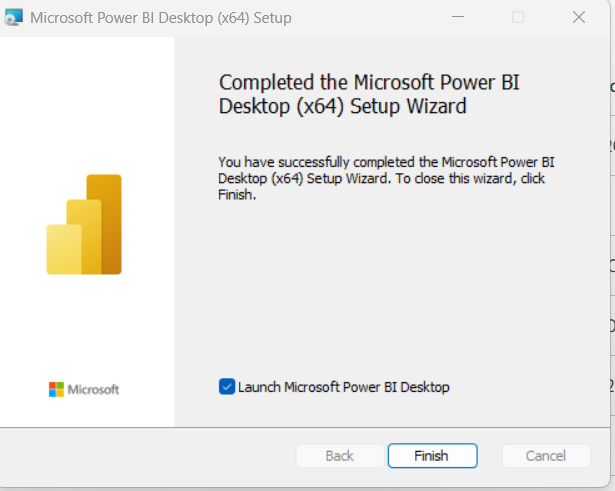 Microsoft Power BI Desktop (x64) Setup
Completed the Microsoft Power BI
Desktop (x64) Setup Wizard
You have successfully completed the Microsoft Power BI
Desktop (x64) Setup Wizard. To close this wizard, click
Finish.
Microsoft
Launch Microsoft Power BI Desktop
Back
Finish
Cancel